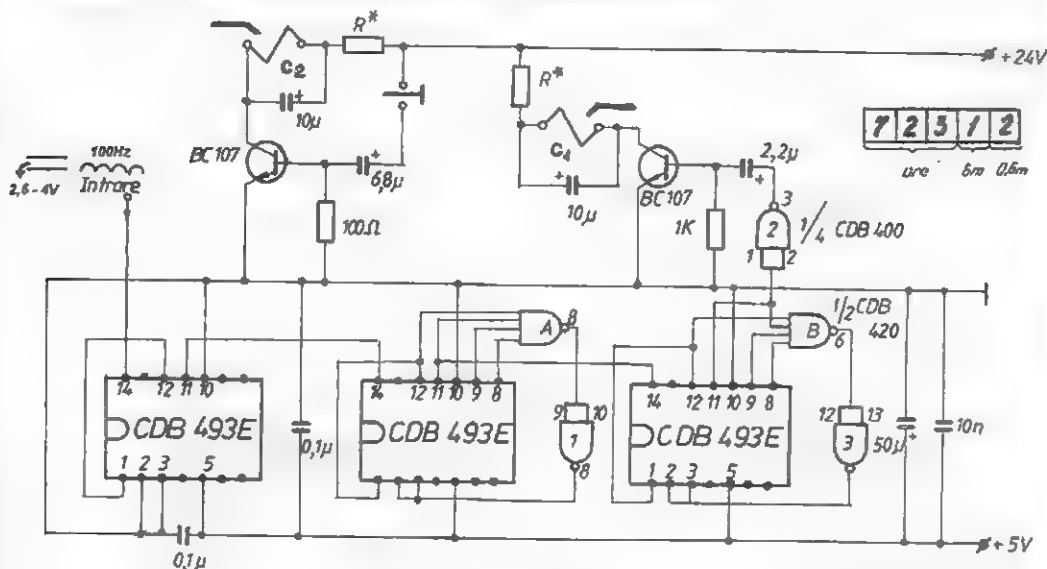 R*
C2
10µ
+24V
R*
C4
10µ
7 2 3 1 2
ore 6m 0,6m
BC107
6,8µ
100Ω
100Hz
Intrare
2,6-4V
BC107
2,2µ
1K
3
2
1 2
1/4 CDB 400
1/2 CDB
420
A
8
B
6
14 12 11 10
CDB 493E
1 2 3 5
0,1µ
0,1µ
14 12 11 10 9 8
CDB 493E
9 10
1
8
14 12 11 10 9 8
CDB 493E
1 2 3 5
12 13
3
50µ
10n
+5V